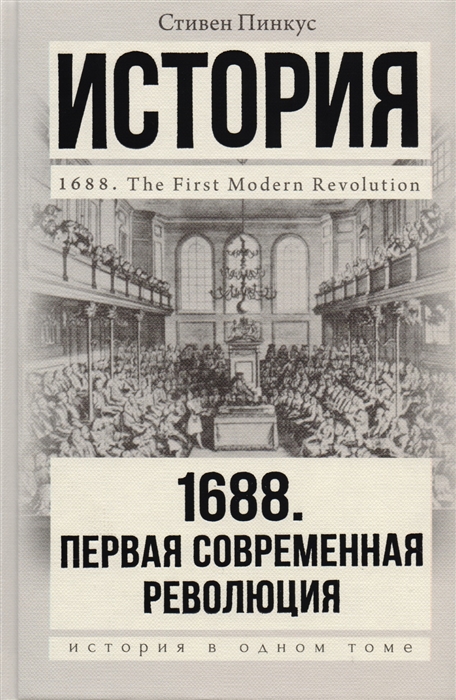 Стивен Пинкус
ИСТОРИЯ
1688. The First Modern Revolution
1688.
ПЕРВАЯ СОВРЕМЕННАЯ
РЕВОЛЮЦИЯ
история в одном томе